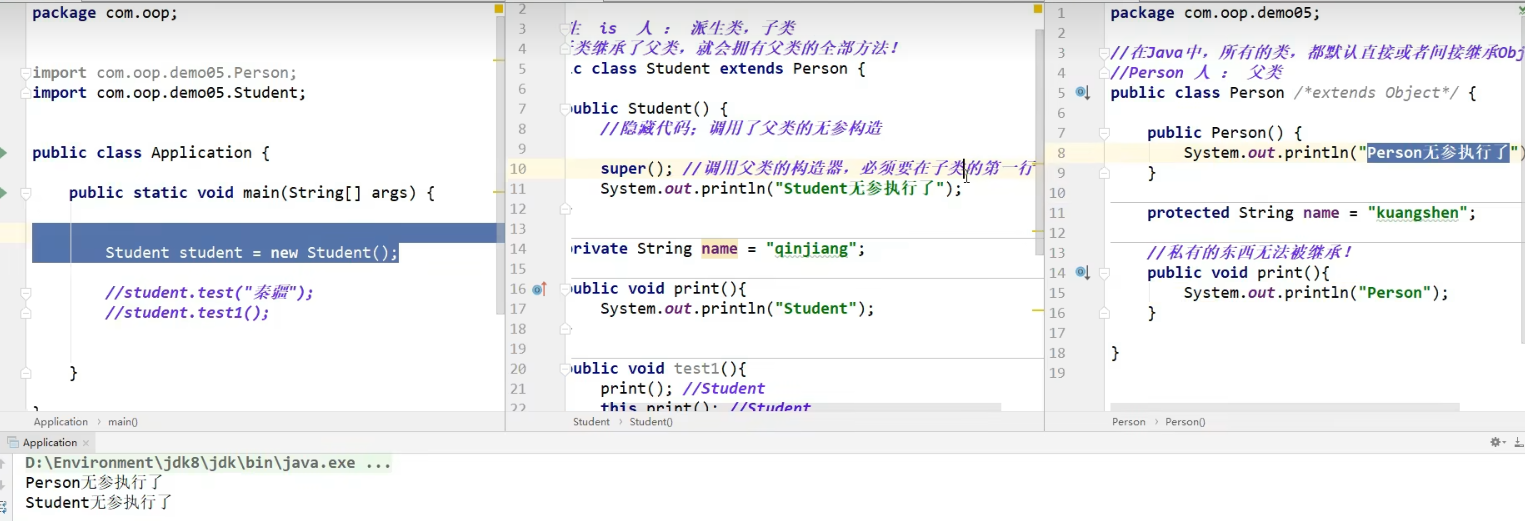 package com.oop;
import com.oop.demo05.Person;
import com.oop.demo05.Student;
public class Application {
public static void main(String[] args) {
Student student = new Student();
//student.test("秦疆");
//student.test1();
}
Application > main()
2
3 生 is 人 : 派生类, 子类
4 类继承了父类, 就会拥有父类的全部方法!
5 c class Student extends Person {
6
7 public Student() {
8 //隐藏代码; 调用了父类的无参构造
9
10 super(); //调用父类的构造器, 必须要在子类的第一行
11 System.out.println("Student无参执行了");
12
13
14 private String name = "qinjiang";
15
16 public void print(){
17 System.out.println("Student");
18
19
20 public void test1(){
21 print(); //Student
22 this.print(); //Student
Student > Student()
1 package com.oop.demo05;
2
3 //在Java中, 所有的类, 都默认直接或者间接继承Obj
4 //Person 人 : 父类
5 public class Person /*extends Object*/ {
6
7 public Person() {
8 System.out.println("Person无参执行了")
9 }
10
11 protected String name = "kuangshen";
12
13 //私有的东西无法被继承!
14 public void print(){
15 System.out.println("Person");
16 }
17
18 }
19
Person > Person()
Application ×
D:\Environment\jdk8\jdk\bin\java.exe ...
Person无参执行了
Student无参执行了